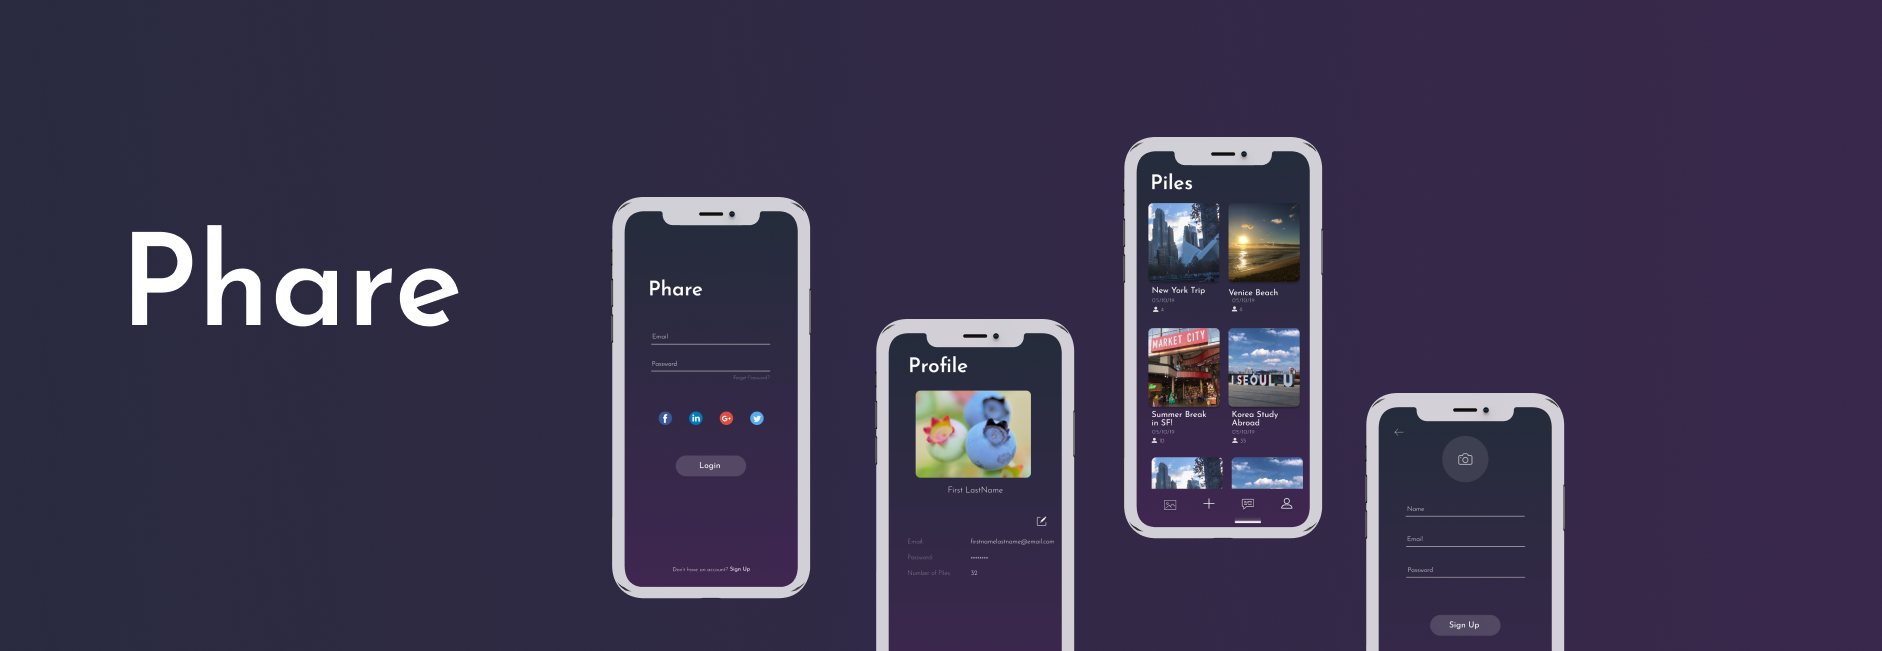 Phare
Phare
Email
Password
Forgot Password?
Login
Don't have an account? Sign Up
Profile
First LastName
Email
firstnamelastname@email.com
Password
••••••••
Number of Piles
32
Piles
New York Trip
05/10/19
Venice Beach
05/10/19
MARKET CITY
I SEOUL U
Summer Break
in SF!
05/10/19
10
Korea Study
Abroad
05/10/19
Name
Email
Password
Sign Up